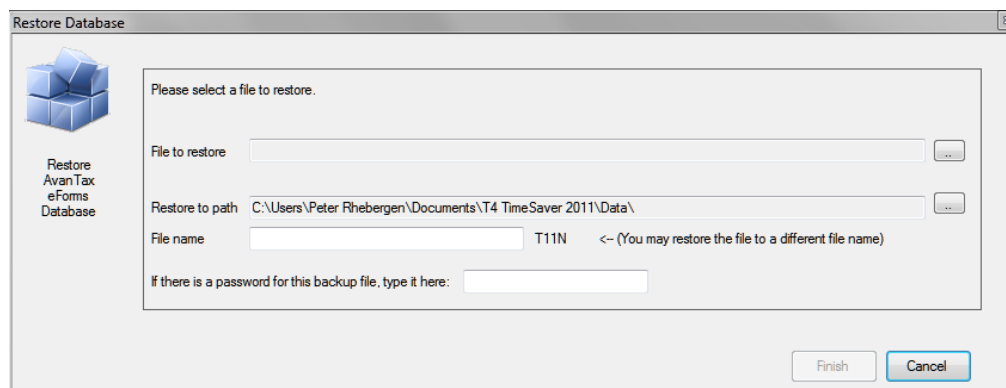 Restore Database
Please select a file to restore.
File to restore
..
Restore
AvanTax
eForms
Database
Restore to path C:\Users\Peter Rhebergen\Documents\T4 TimeSaver 2011\Data\
..
File name
T11N <-- (You may restore the file to a different file name)
If there is a password for this backup file, type it here:
Finish
Cancel